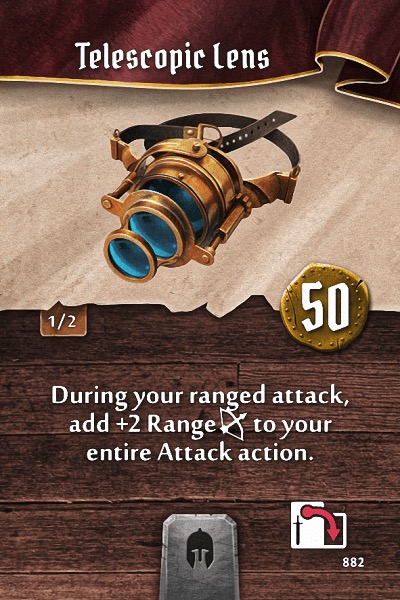 Telescopic Lens
50
1/2
During your ranged attack,
add +2 Range to your
entire Attack action.
882